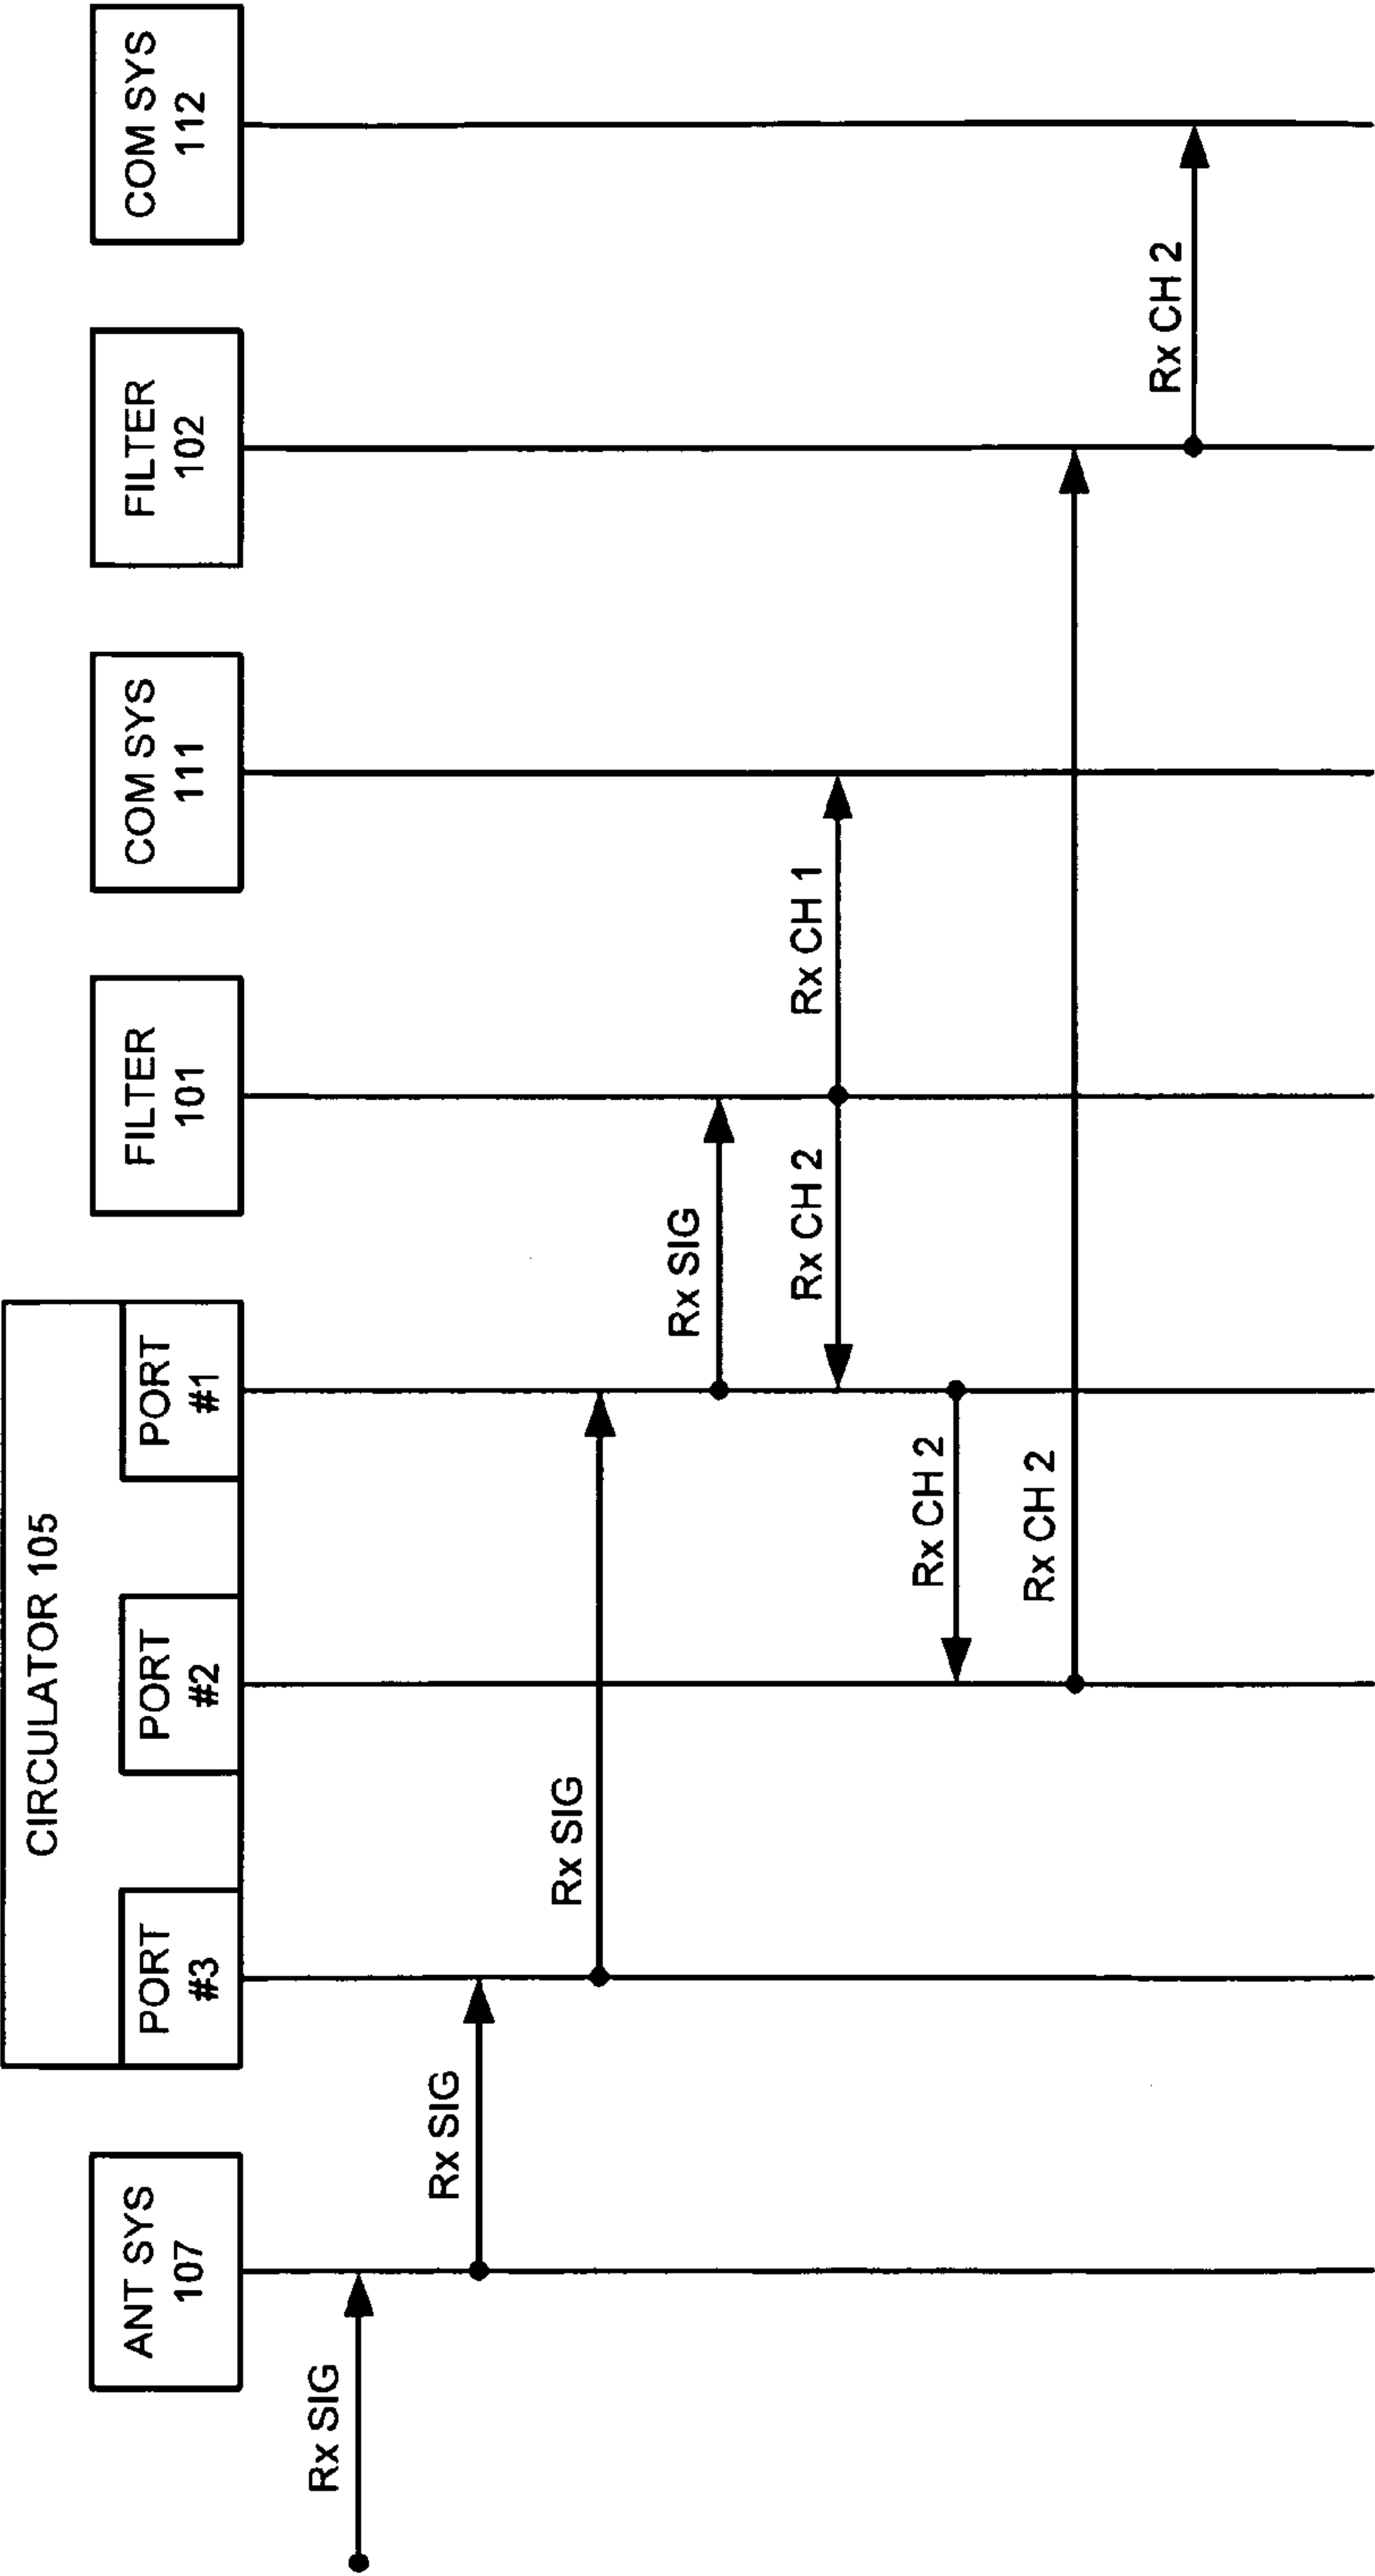 CIRCULATOR 105
ANT SYS
107
PORT
#3
PORT
#2
PORT
#1
FILTER
101
COM SYS
111
FILTER
102
COM SYS
112
Rx SIG
Rx SIG
Rx SIG
Rx SIG
Rx CH 2
Rx CH 1
Rx CH 2
Rx CH 2
Rx CH 2